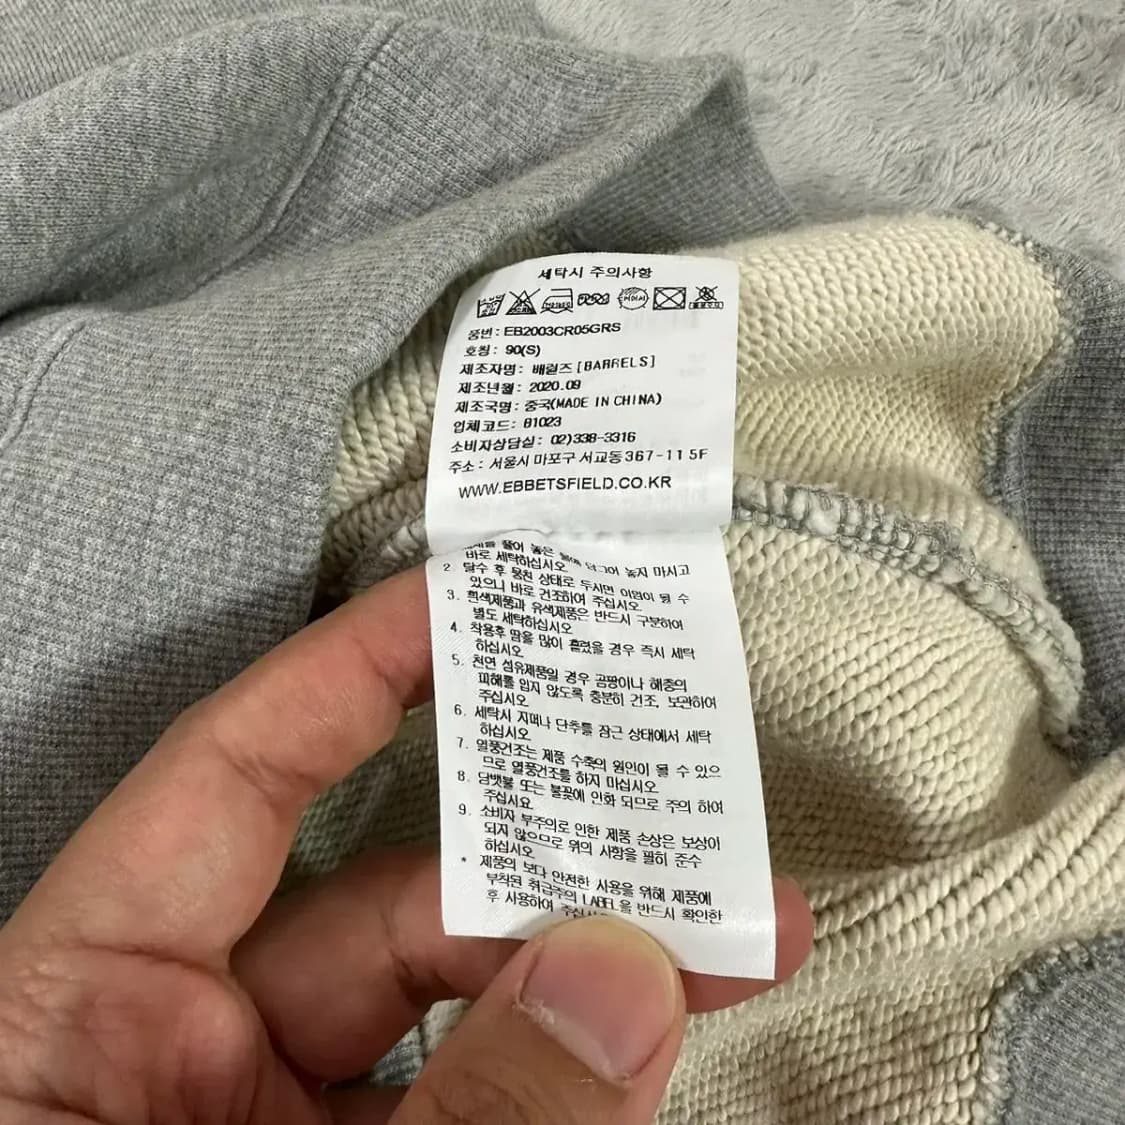 세탁시 주의사항
품번: EB2003CR05GRS
호칭: 90(S)
제조자명: 배럴즈[BARRELS]
제조년월: 2020.09
제조국명: 중국(MADE IN CHINA)
업체코드: 01023
소비자상담실: 02)338-3316
주소: 서울시 마포구 서교동 367-11 5F
WWW.EBBETSFIELD.CO.KR
풀어 놓은 물에 담그어 놓지 마시고
바로 세탁하십시오
2. 탈수 후 뭉친 상태로 두시면 이염이 될 수
있으니 바로 건조하여 주십시오.
3. 흰색제품과 유색제품은 반드시 구분하여
별도 세탁하십시오
4. 착용후 땀을 많이 흘렸을 경우 즉시 세탁
하십시오
5. 천연 섬유제품일 경우 곰팡이나 해충의
피해를 입지 않도록 충분히 건조, 보관하여
주십시오
6. 세탁시 지퍼나 단추를 잠근 상태에서 세탁
하십시오
7. 열풍건조는 제품 수축의 원인이 될 수 있으
므로 열풍건조를 하지 마십시오.
8. 담뱃불 또는 불꽃에 인화 되므로 주의 하여
주십시요
9. 소비자 부주의로 인한 제품 손상은 보상이
되지 않으므로 위의 사항을 필히 준수
하십시오
* 제품의 보다 안전한 사용을 위해 제품에
부착된 취급주의 LABEL을 반드시 확인한
후 사용하여 주십시오